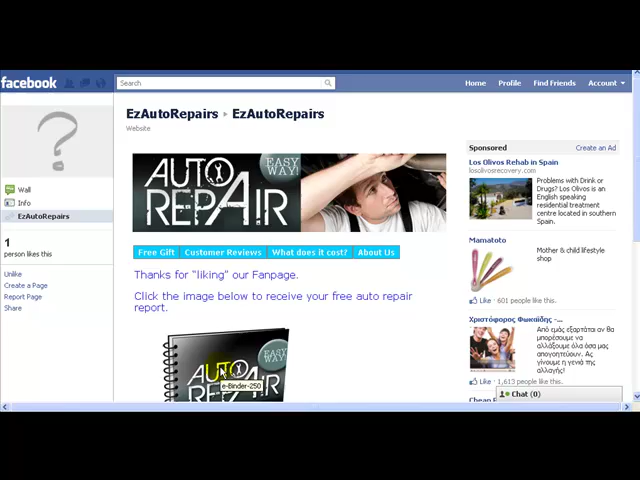 facebook
Search
Home Profile Find Friends Account
EzAutoRepairs ▸ EzAutoRepairs
Website
Wall
Info
EzAutoRepairs
1
person likes this
Unlike
Create a Page
Report Page
Share
AUTO
REPAIR
EASY
WAY!
Free Gift Customer Reviews What does it cost? About Us
Thanks for “liking” our Fanpage.
Click the image below to receive your free auto repair
report.
AUTO
REPAIR
EASY
WAY!
e-Binder-250
Sponsored Create an Ad
Los Olivos Rehab in Spain
losolivosrecovery.com
Problems with Drink or
Drugs? Los Olivos is an
English speaking
residential treatment
centre located in southern
Spain.
Mamatoto
Mother & child lifestyle
shop
Like · 601 people like this.
Χριστόφορος Φωκαΐδης -...
Από εμάς εξαρτάται αν θα
μπορέσουμε να
αλλάξουμε όλα όσα μας
απογοητεύουν. Ας
γίνουμε η γενιά της
αλλαγής!
Like · 1,613 people like this.
Chat (0)